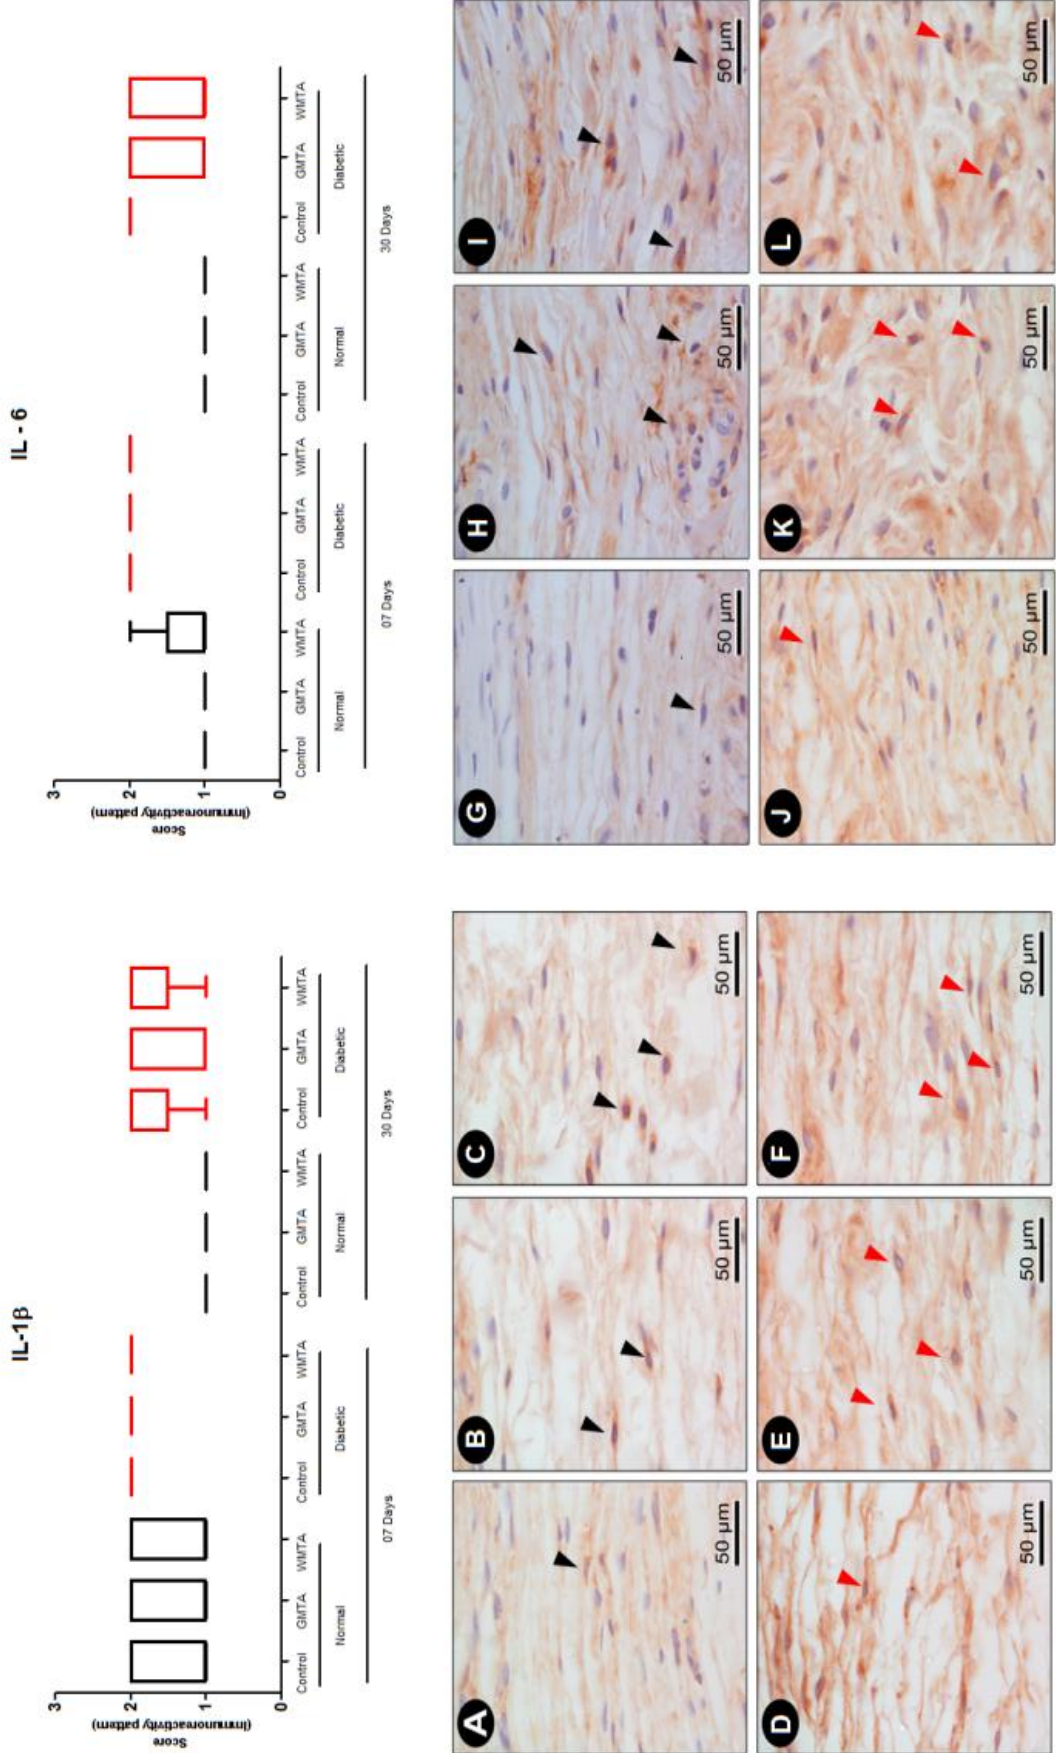 IL-1β
Score
(Immunoreactivity pattern)
3
2
1
0
Control GMTA WMTA Control GMTA WMTA Control GMTA WMTA Control GMTA WMTA
Normal Diabetic Normal Diabetic
07 Days 30 Days
IL - 6
Score
(Immunoreactivity pattern)
3
2
1
0
Control GMTA WMTA Control GMTA WMTA Control GMTA WMTA Control GMTA WMTA
Normal Diabetic Normal Diabetic
07 Days 30 Days
A B C
50 µm 50 µm 50 µm
D E F
50 µm 50 µm 50 µm
G H I
50 µm 50 µm 50 µm
J K L
50 µm 50 µm 50 µm